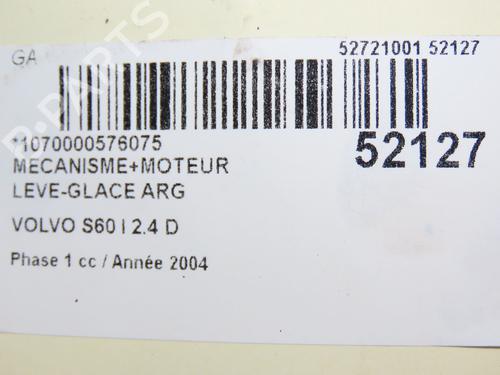 GA
52721001 52127
*1070000576075
52127
MECANISME+MOTEUR
LEVE-GLACE ARG
VOLVO S60 I 2.4 D
Phase 1 cc / Année 2004
B-PARTS